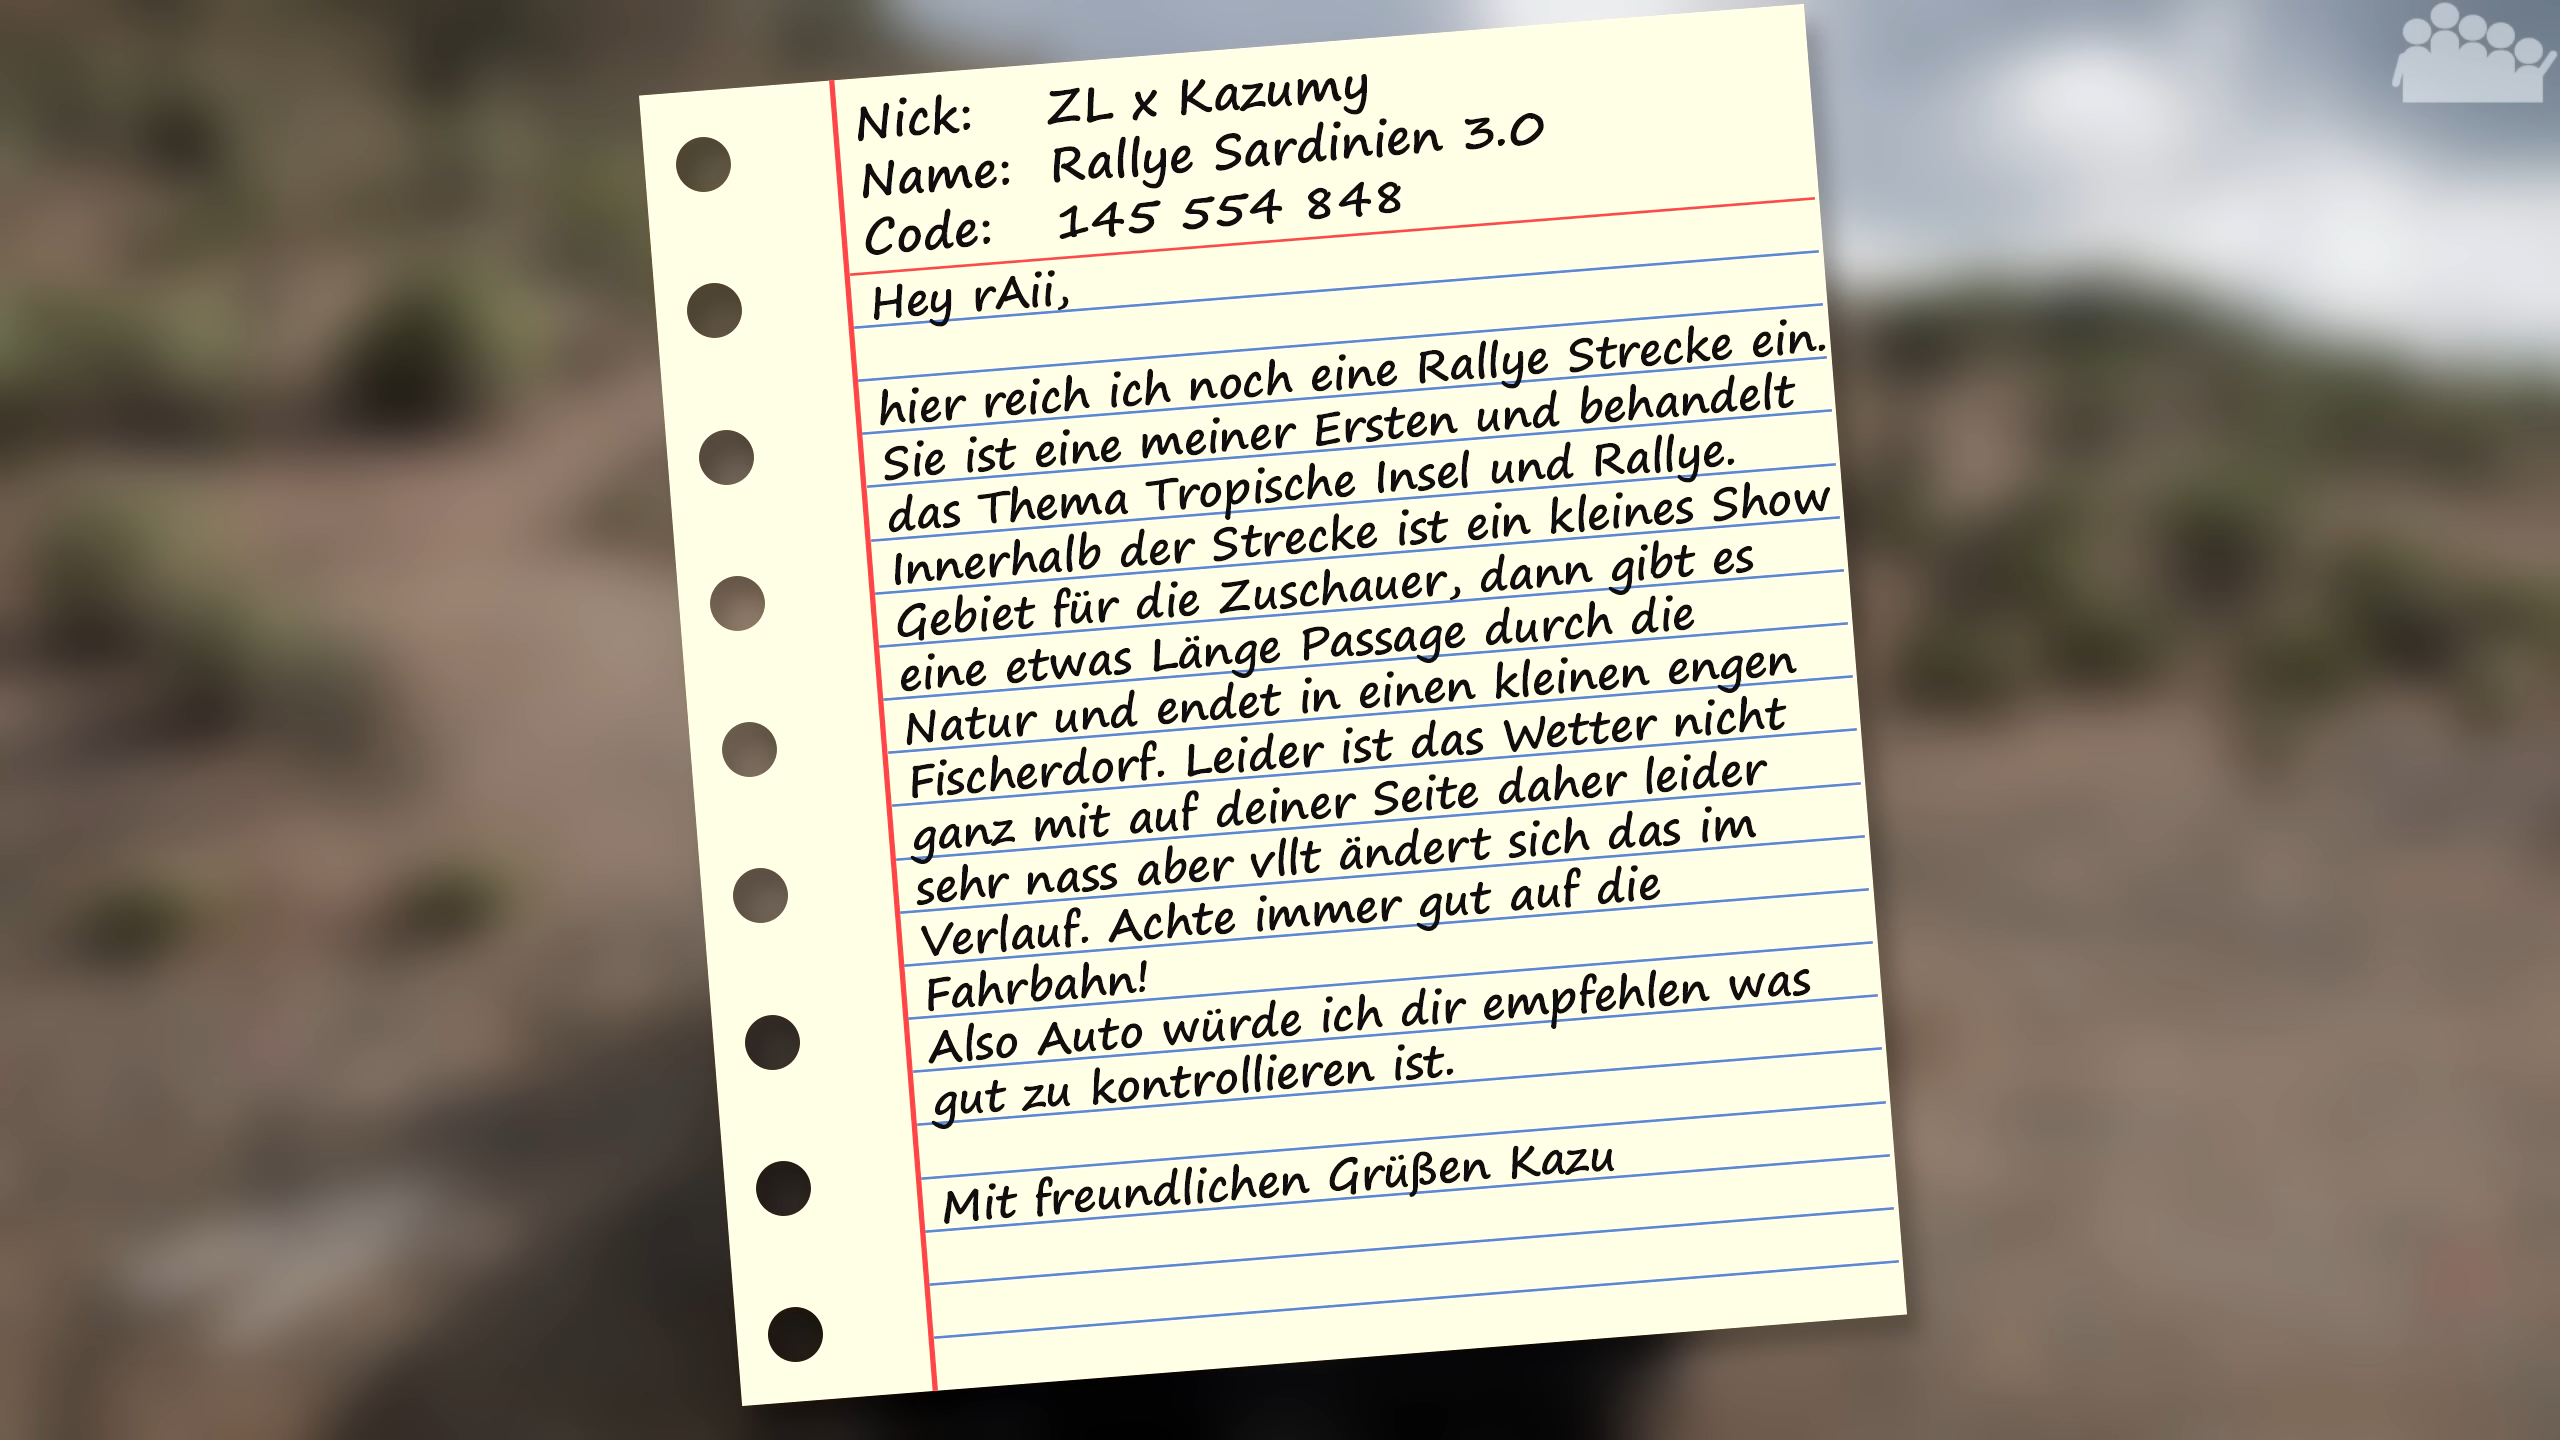 Nick: ZL x Kazumy
Name: Rallye Sardinien 3.0
Code: 145 554 848
Hey rAii,
hier reich ich noch eine Rallye Strecke ein.
Sie ist eine meiner Ersten und behandelt
das Thema Tropische Insel und Rallye.
Innerhalb der Strecke ist ein kleines Show
Gebiet für die Zuschauer, dann gibt es
eine etwas Länge Passage durch die
Natur und endet in einen kleinen engen
Fischerdorf. Leider ist das Wetter nicht
ganz mit auf deiner Seite daher leider
sehr nass aber vllt ändert sich das im
Verlauf. Achte immer gut auf die
Fahrbahn!
Also Auto würde ich dir empfehlen was
gut zu kontrollieren ist.
Mit freundlichen Grüßen Kazu